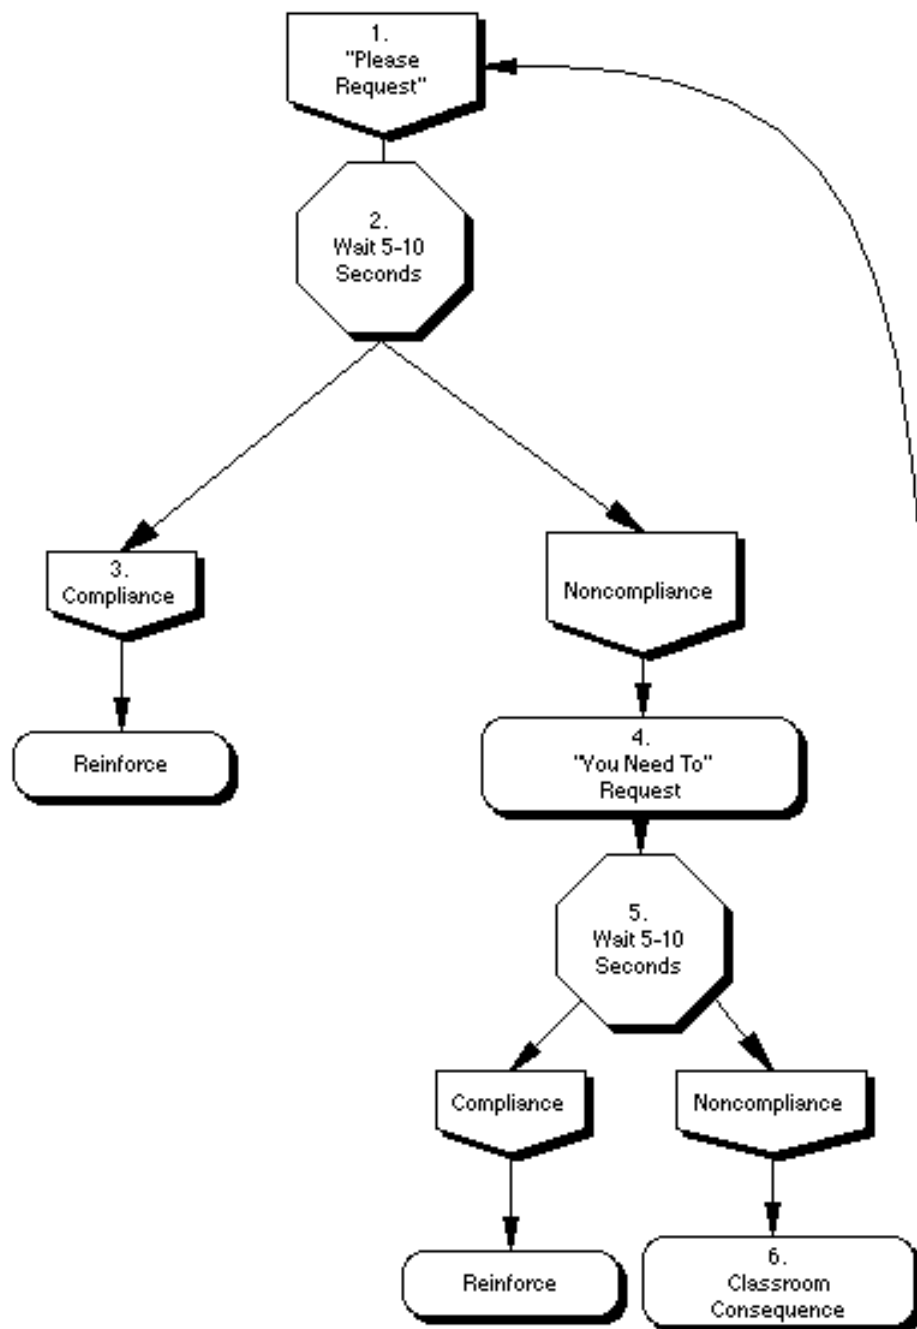 1.
"Please
Request"
2.
Wait 5-10
Seconds
3.
Compliance
Noncompliance
Reinforce
4.
"You Need To"
Request
5.
Wait 5-10
Seconds
Compliance
Noncompliance
Reinforce
6.
Classroom
Consequence